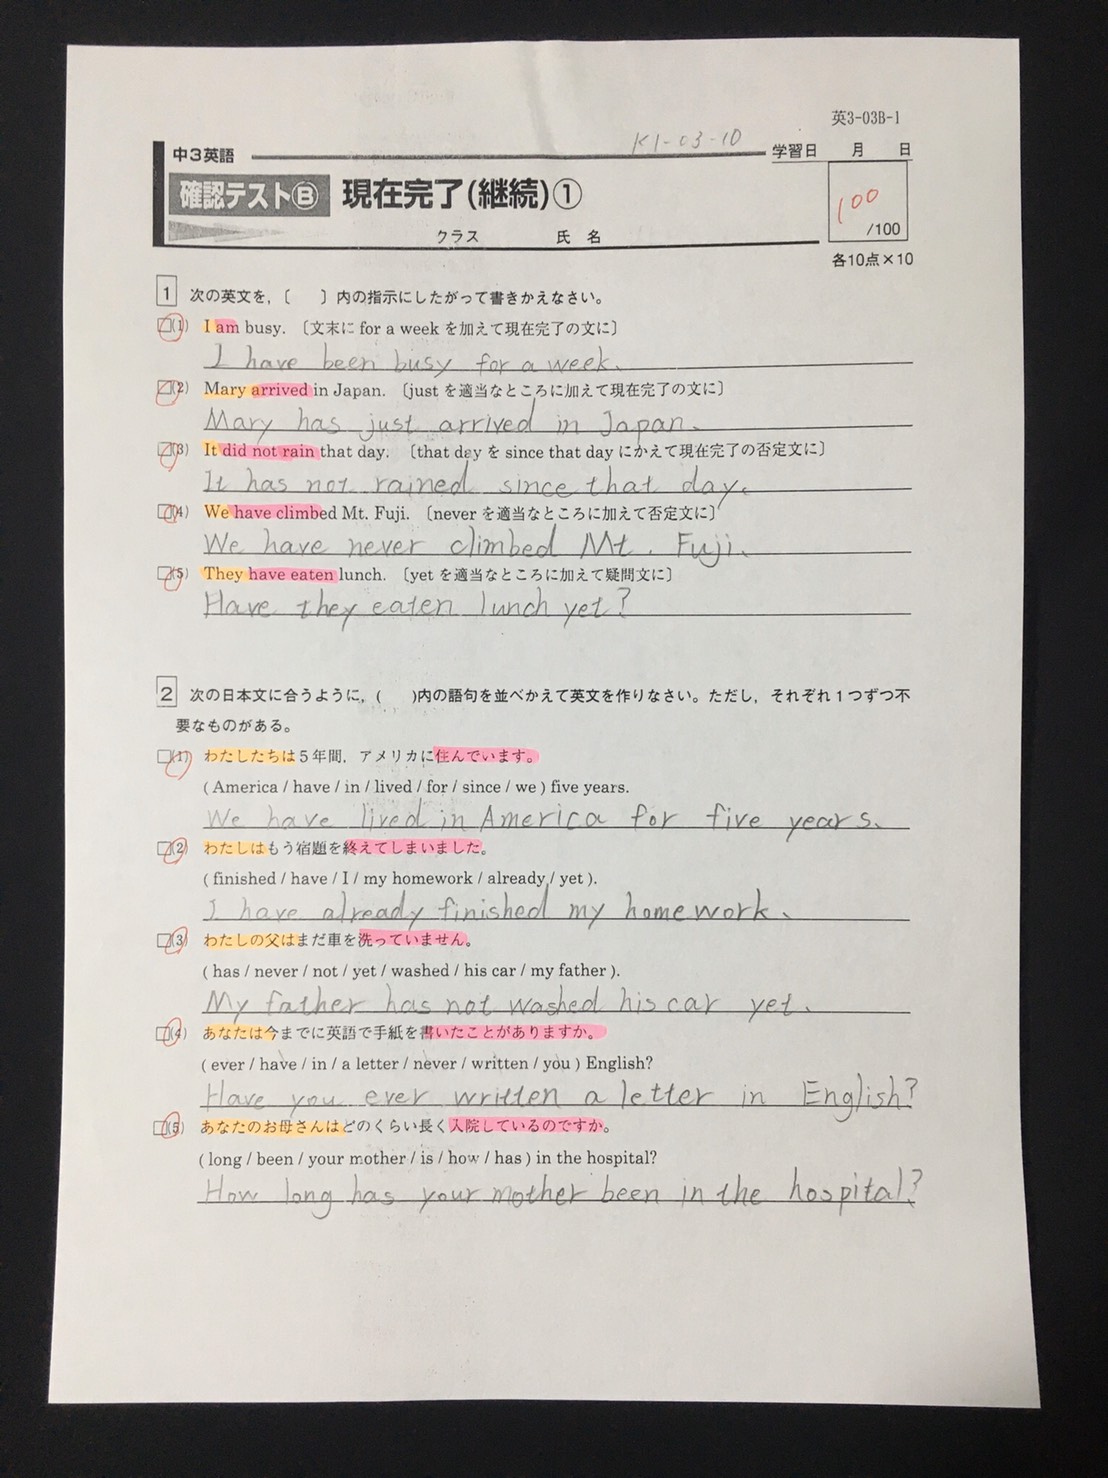 英3-03B-1
K1-03-10
中3英語
学習日 月 日
確認テストⒷ 現在完了(継続)①
100
/100
クラス 氏 名
各10点×10
1 次の英文を,〔 〕内の指示にしたがって書きかえなさい。
□(1) I am busy. 〔文末に for a week を加えて現在完了の文に〕
I have been busy for a week.
□(2) Mary arrived in Japan. 〔just を適当なところに加えて現在完了の文に〕
Mary has just arrived in Japan.
□(3) It did not rain that day. 〔that day を since that day にかえて現在完了の否定文に〕
It has not rained since that day.
□(4) We have climbed Mt. Fuji. 〔never を適当なところに加えて否定文に〕
We have never climbed Mt. Fuji.
□(5) They have eaten lunch. 〔yet を適当なところに加えて疑問文に〕
Have they eaten lunch yet?
2 次の日本文に合うように,( )内の語句を並べかえて英文を作りなさい。ただし,それぞれ1つずつ不
要なものがある。
□(1) わたしたちは5年間,アメリカに住んでいます。
( America / have / in / lived / for / since / we ) five years.
We have lived in America for five years.
□(2) わたしはもう宿題を終えてしまいました。
( finished / have / I / my homework / already / yet ).
I have already finished my homework.
□(3) わたしの父はまだ車を洗っていません。
( has / never / not / yet / washed / his car / my father ).
My father has not washed his car yet.
□(4) あなたは今までに英語で手紙を書いたことがありますか。
( ever / have / in / a letter / never / written / you ) English?
Have you ever written a letter in English?
□(5) あなたのお母さんはどのくらい長く入院しているのですか。
( long / been / your mother / is / how / has ) in the hospital?
How long has your mother been in the hospital?